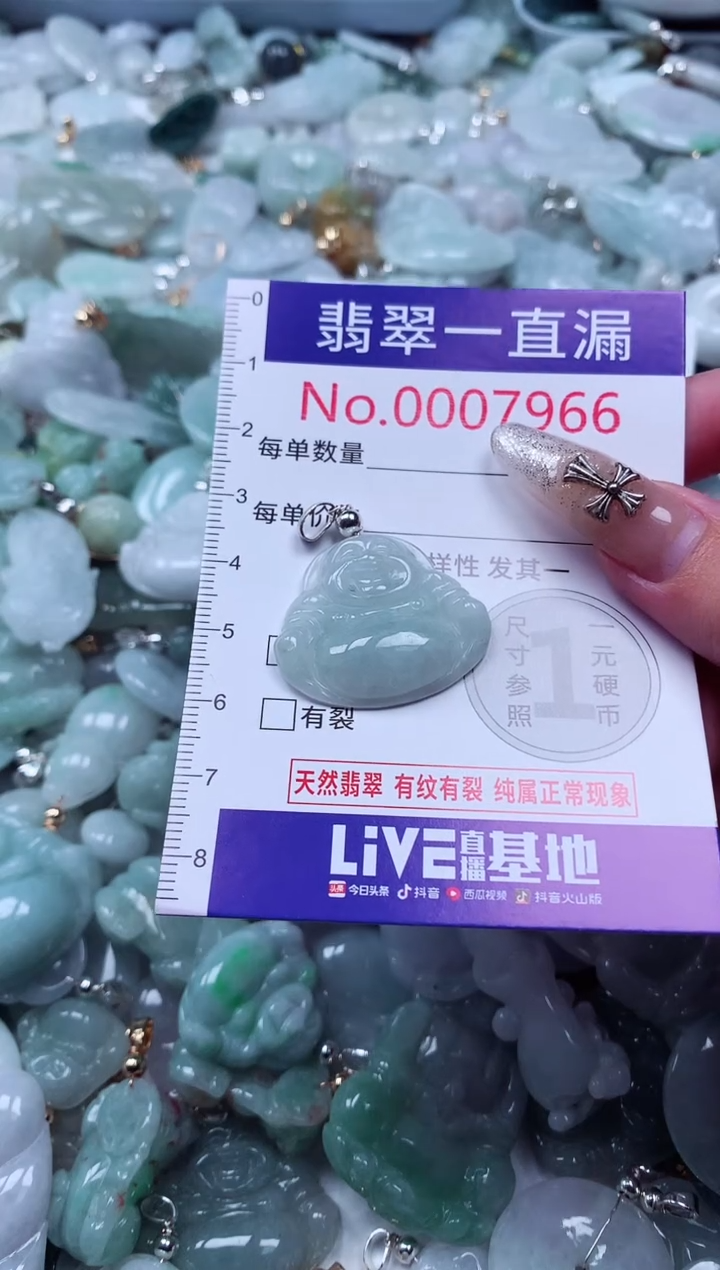 0
翡翠一直漏
1
No.0007966
2
每单数量
3
每单价
4
样性 发其一
5
尺寸参照
1
一元硬币
6
有裂
7
天然翡翠 有纹有裂 纯属正常现象
8
LiVE直播基地
头条 今日头条 抖音 西瓜视频 抖音火山版